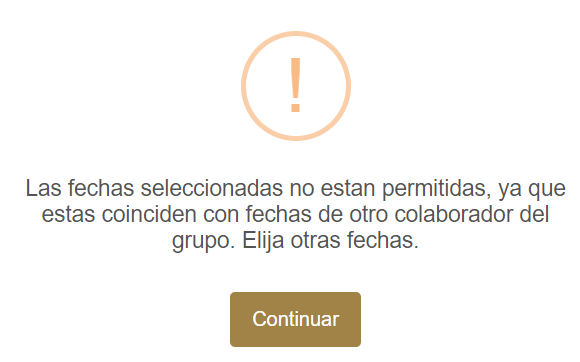 Las fechas seleccionadas no estan permitidas, ya que
estas coinciden con fechas de otro colaborador del
grupo. Elija otras fechas.
Continuar